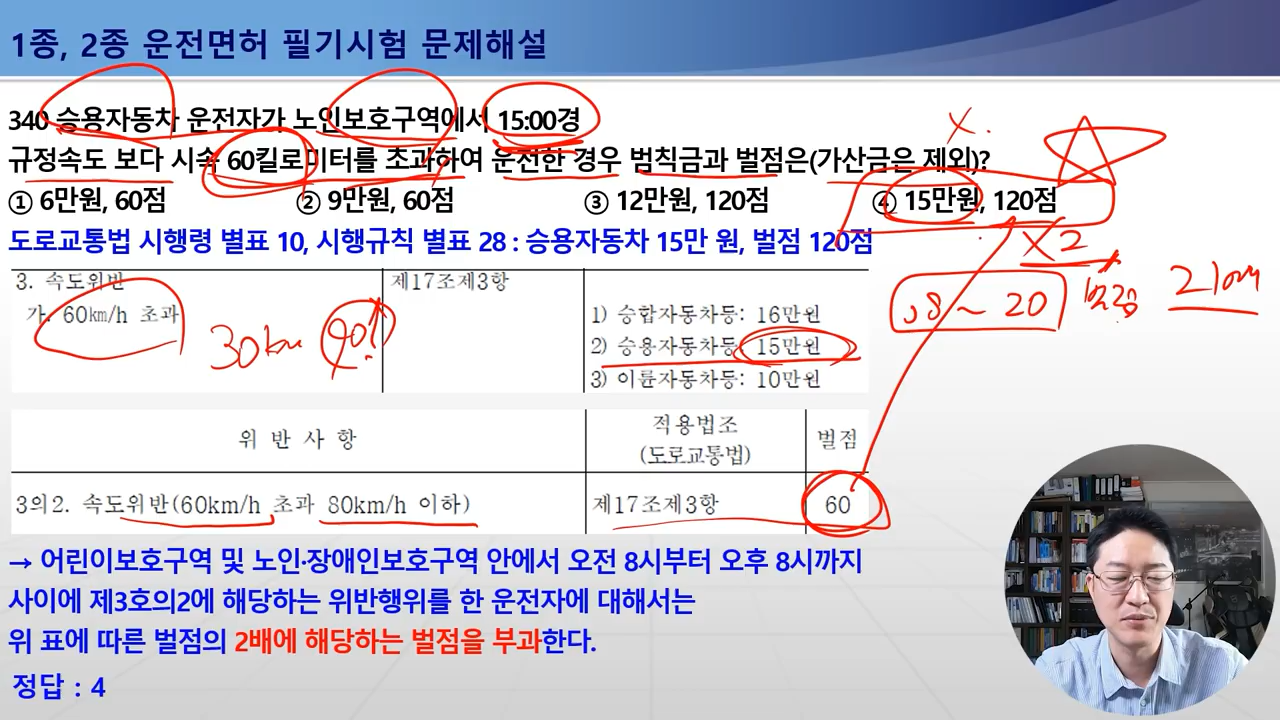 1종, 2종 운전면허 필기시험 문제해설
340 승용자동차 운전자가 노인보호구역에서 15:00경
규정속도 보다 시속 60킬로미터를 초과하여 운전한 경우 범칙금과 벌점은(가산금은 제외)?
① 6만원, 60점 ② 9만원, 60점 ③ 12만원, 120점 ④ 15만원, 120점
도로교통법 시행령 별표 10, 시행규칙 별표 28 : 승용자동차 15만 원, 벌점 120점
X 2
3. 속도위반 제17조제3항
가. 60km/h 초과
1) 승합자동차등: 16만원
08 ~ 20 벌점
30km 90↑
2) 승용자동차등: 15만원
3) 이륜자동차등: 10만원
위 반 사 항 적용법조 벌점
(도로교통법)
3의2. 속도위반(60km/h 초과 80km/h 이하) 제17조제3항 60
→ 어린이보호구역 및 노인·장애인보호구역 안에서 오전 8시부터 오후 8시까지
사이에 제3호의2에 해당하는 위반행위를 한 운전자에 대해서는
위 표에 따른 벌점의 2배에 해당하는 벌점을 부과한다.
정답 : 4